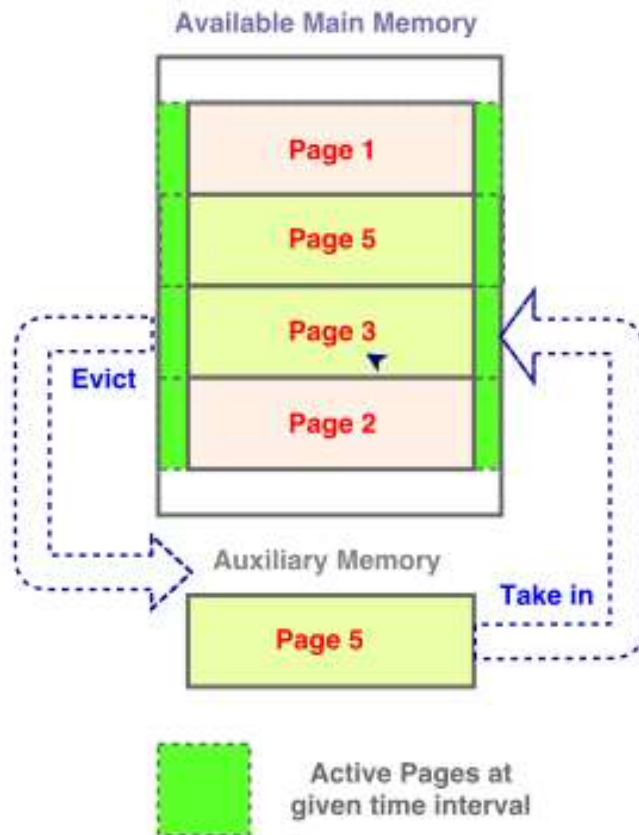 Available Main Memory
Page 1
Page 5
Page 3
Evict
Page 2
Auxiliary Memory
Take in
Page 5
Active Pages at
given time interval